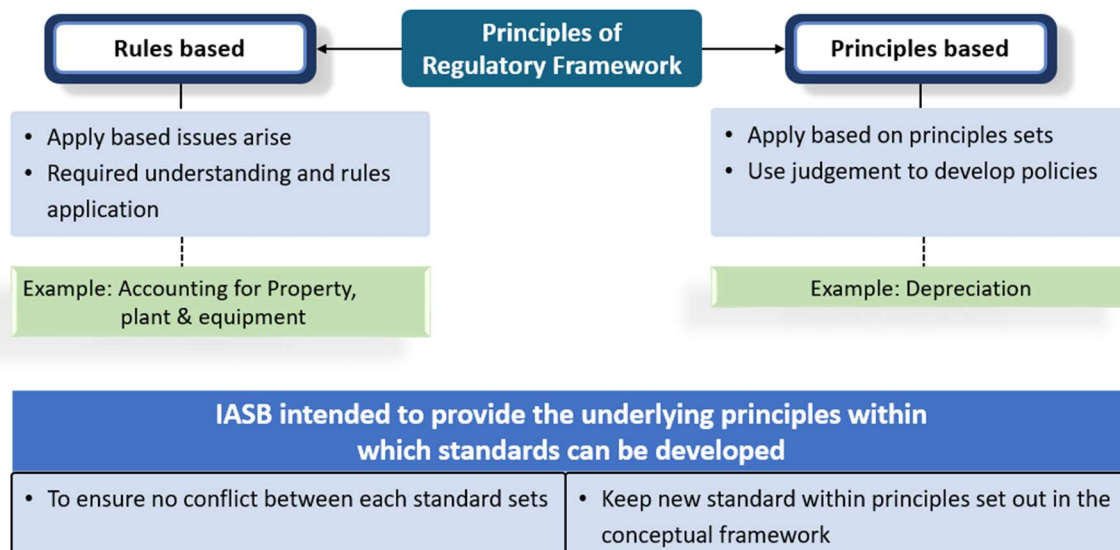 Rules based
Principles of
Regulatory Framework
Principles based
• Apply based issues arise
• Required understanding and rules
application
• Apply based on principles sets
• Use judgement to develop policies
Example: Accounting for Property,
plant & equipment
Example: Depreciation
IASB intended to provide the underlying principles within
which standards can be developed
• To ensure no conflict between each standard sets
• Keep new standard within principles set out in the
conceptual framework